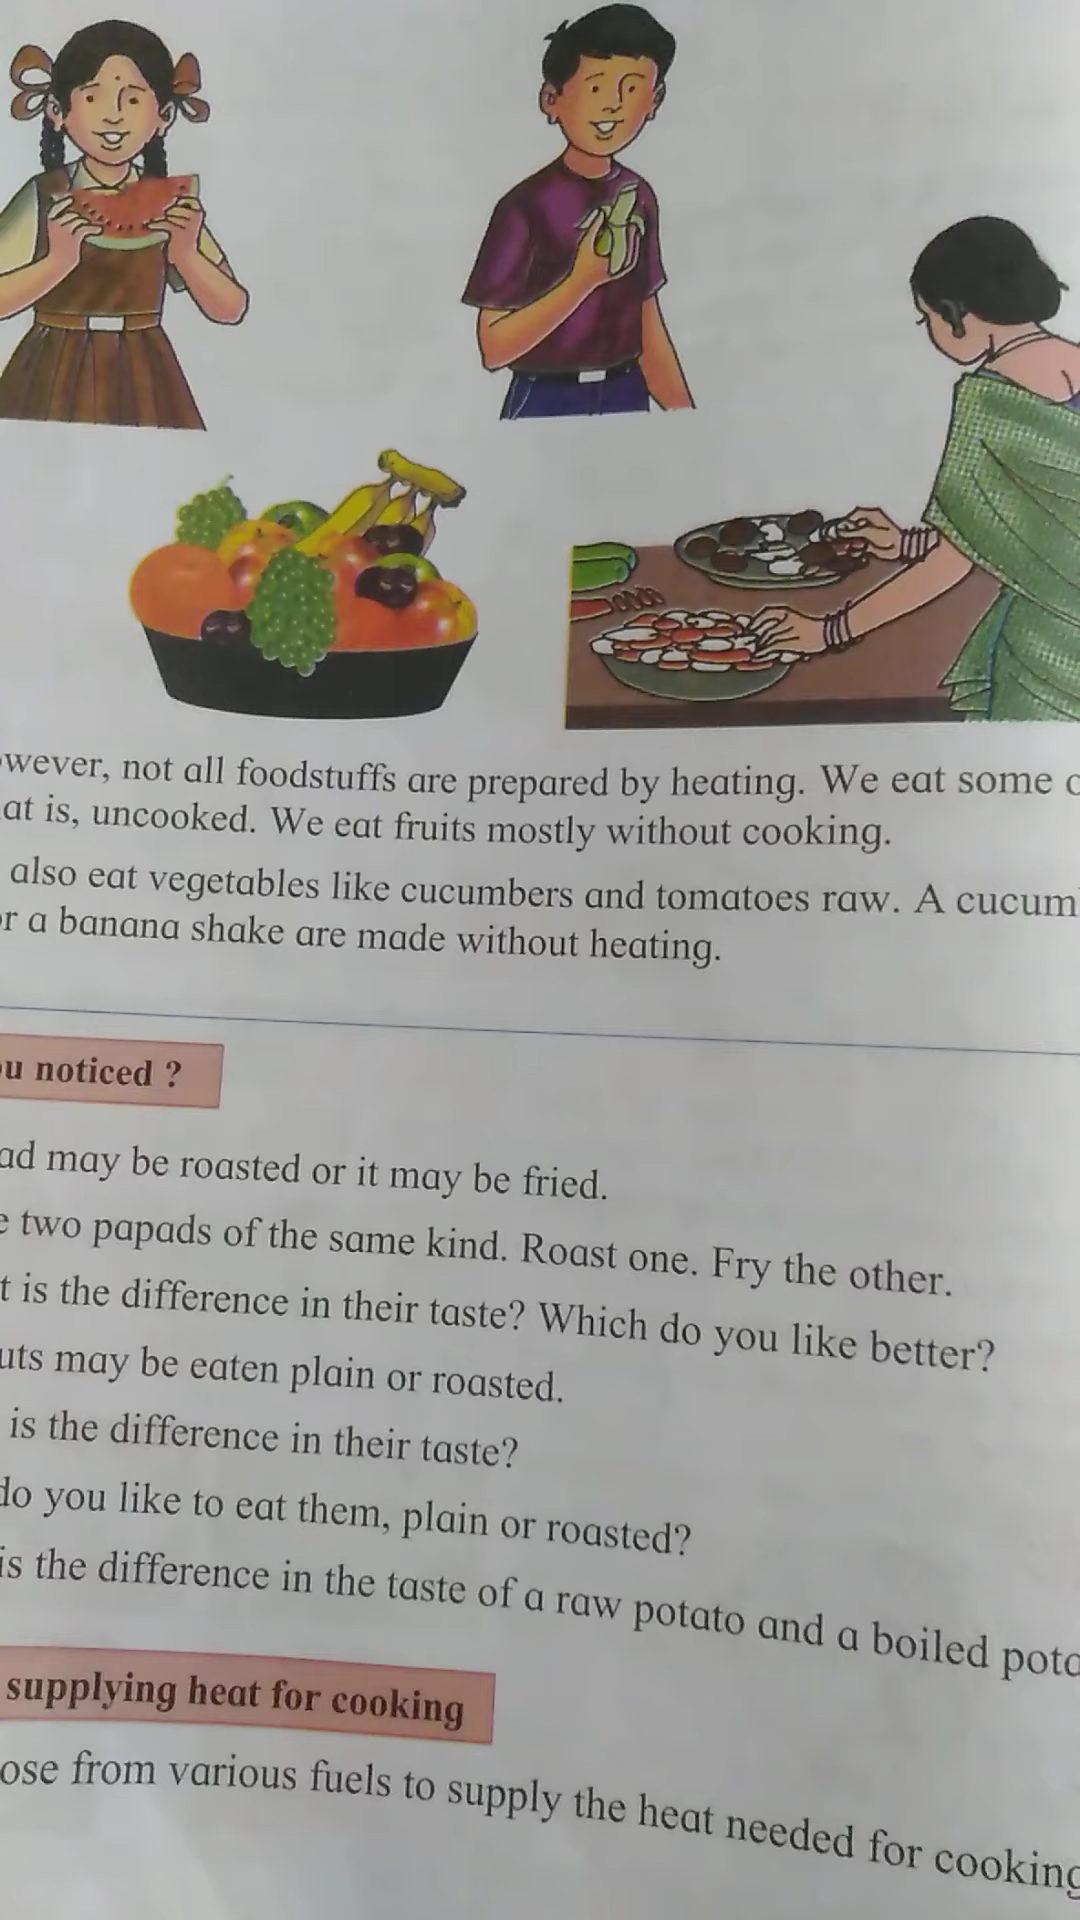 wever, not all foodstuffs are prepared by heating. We eat some
at is, uncooked. We eat fruits mostly without cooking.
also eat vegetables like cucumbers and tomatoes raw. A cucum
r a banana shake are made without heating.
u noticed ?
ad may be roasted or it may be fried.
e two papads of the same kind. Roast one. Fry the other.
t is the difference in their taste? Which do you like better?
uts may be eaten plain or roasted.
is the difference in their taste?
do you like to eat them, plain or roasted?
is the difference in the taste of a raw potato and a boiled pota
supplying heat for cooking
ose from various fuels to supply the heat needed for cooking